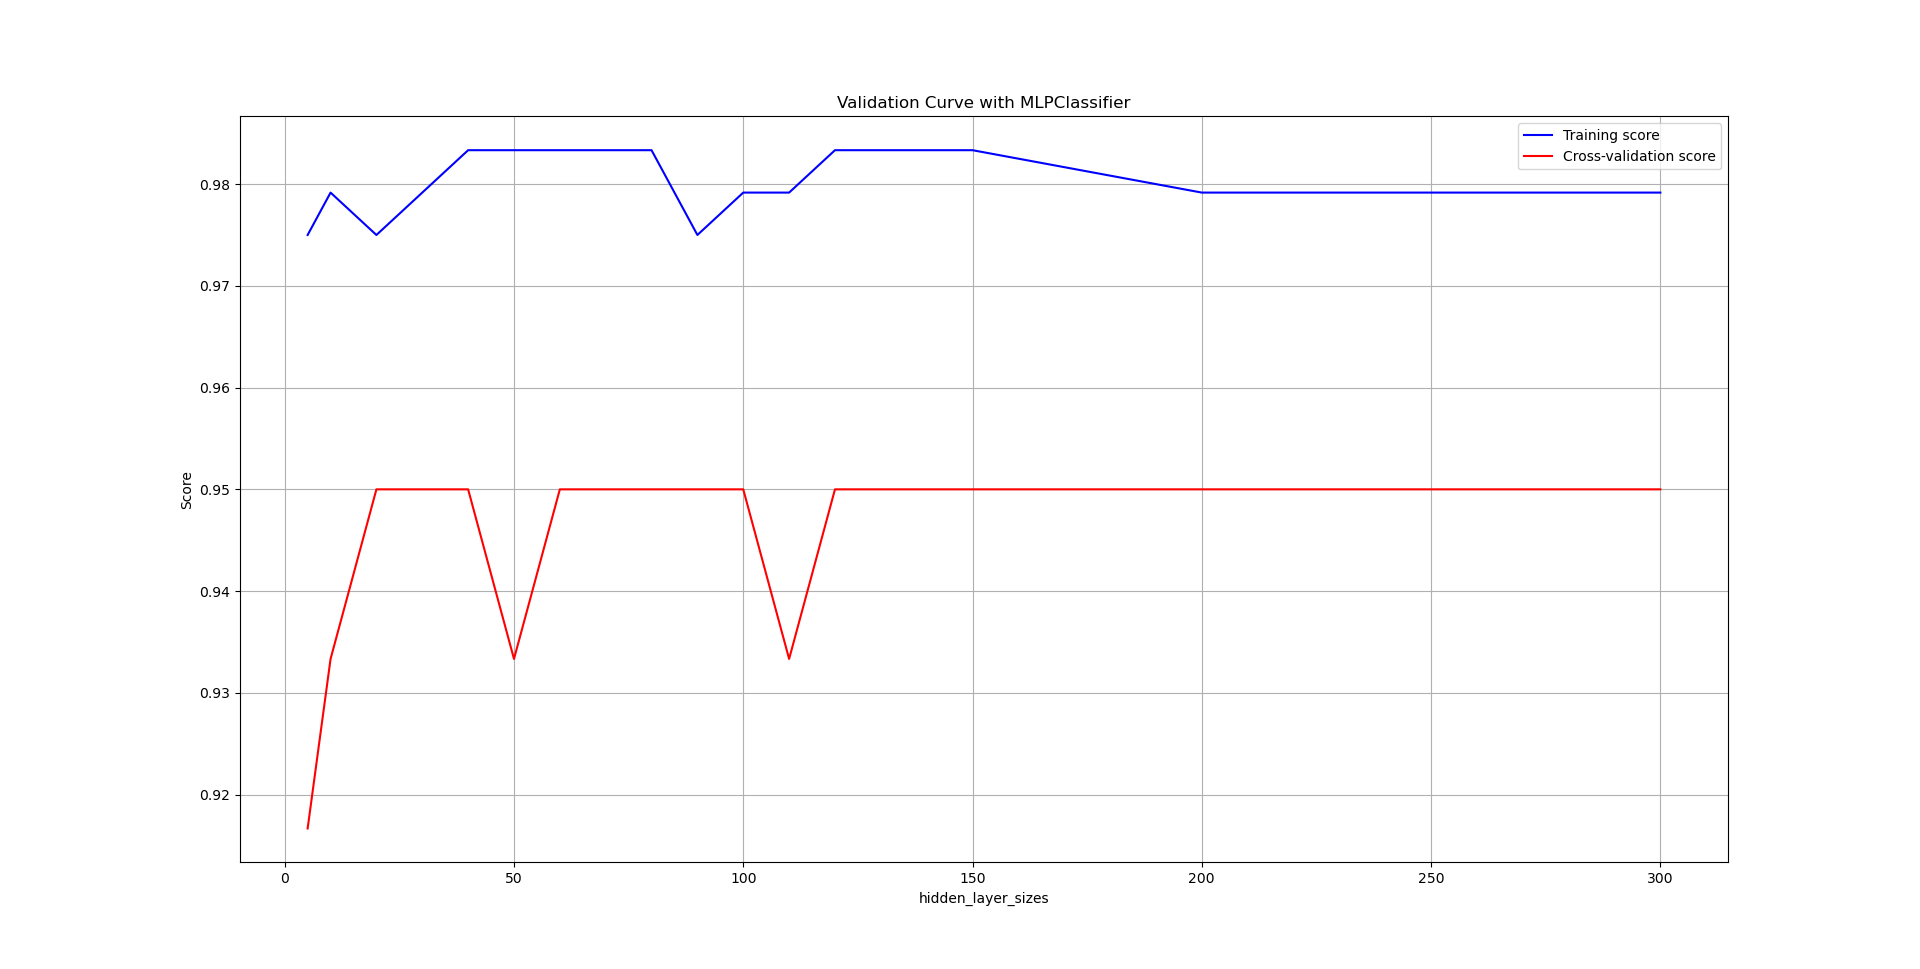 Validation Curve with MLPClassifier
Training score
Cross-validation score
0.98
0.97
0.96
0.95
0.94
0.93
0.92
Score
0 50 100 150 200 250 300
hidden_layer_sizes